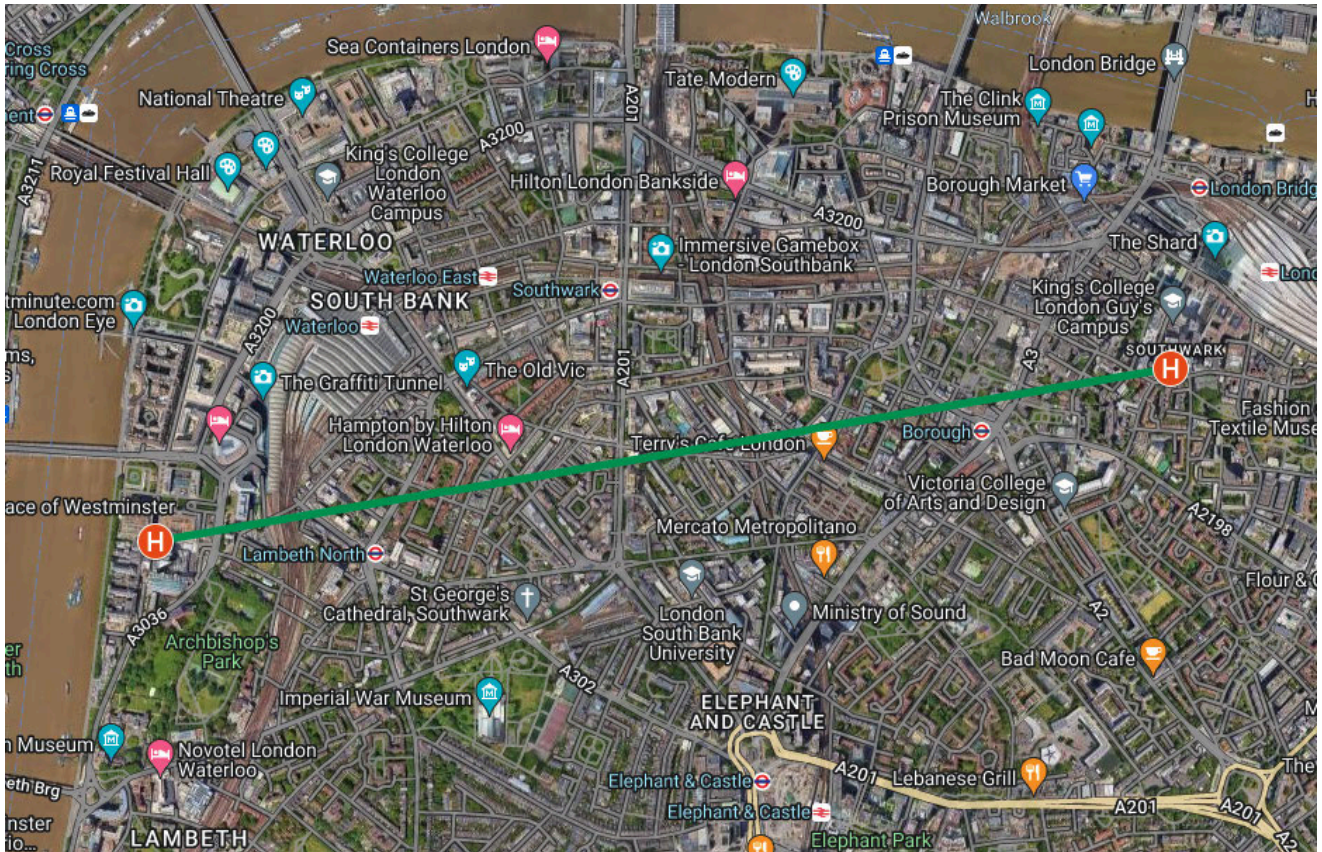 Walbrook
Cross
ring Cross
Sea Containers London
London Bridge
Tate Modern
A201
National Theatre
The Clink
Prison Museum
ent
A3200
A3211
King's College
London
Waterloo
Campus
Royal Festival Hall
Hilton London Bankside
Borough Market
London Bridg
A3200
WATERLOO
Immersive Gamebox
- London Southbank
The Shard
Waterloo East
Lond
Southwark
SOUTH BANK
King's College
London Guy's
Campus
tminute.com
London Eye
A3200
Waterloo
ms,
s
A201
A3
SOUTHWARK
H
The Old Vic
The Graffiti Tunnel
Hampton by Hilton
London Waterloo
Fashion
Textile Muse
Terry's Cafe London
Borough
Victoria College
of Arts and Design
ace of Westminster
A2198
Mercato Metropolitano
H
Lambeth North
St George's
Cathedral, Southwark
London
South Bank
University
Ministry of Sound
Flour &
A2
A3036
Archbishop's
Park
Bad Moon Cafe
Imperial War Museum
A302
ELEPHANT
AND CASTLE
n Museum
Novotel London
Waterloo
eth Brg
Elephant & Castle
A201
Lebanese Grill
The
A201
A201
Elephant & Castle
LAMBETH
Elephant Park
nster
rio...
A2